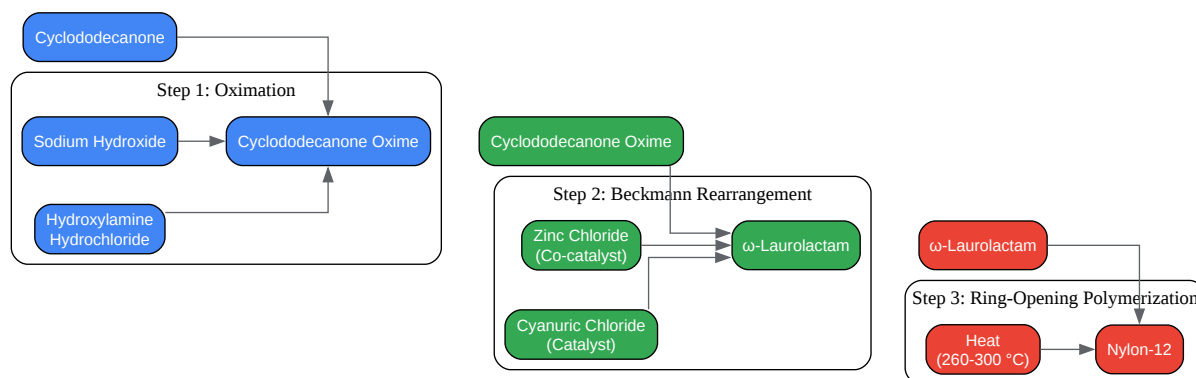 Cyclododecanone
Step 1: Oximation
Sodium Hydroxide
Cyclododecanone Oxime
Hydroxylamine
Hydrochloride
Cyclododecanone Oxime
Step 2: Beckmann Rearrangement
Zinc Chloride
(Co-catalyst)
ω-Laurolactam
Cyanuric Chloride
(Catalyst)
ω-Laurolactam
Step 3: Ring-Opening Polymerization
Heat
(260-300 °C)
Nylon-12